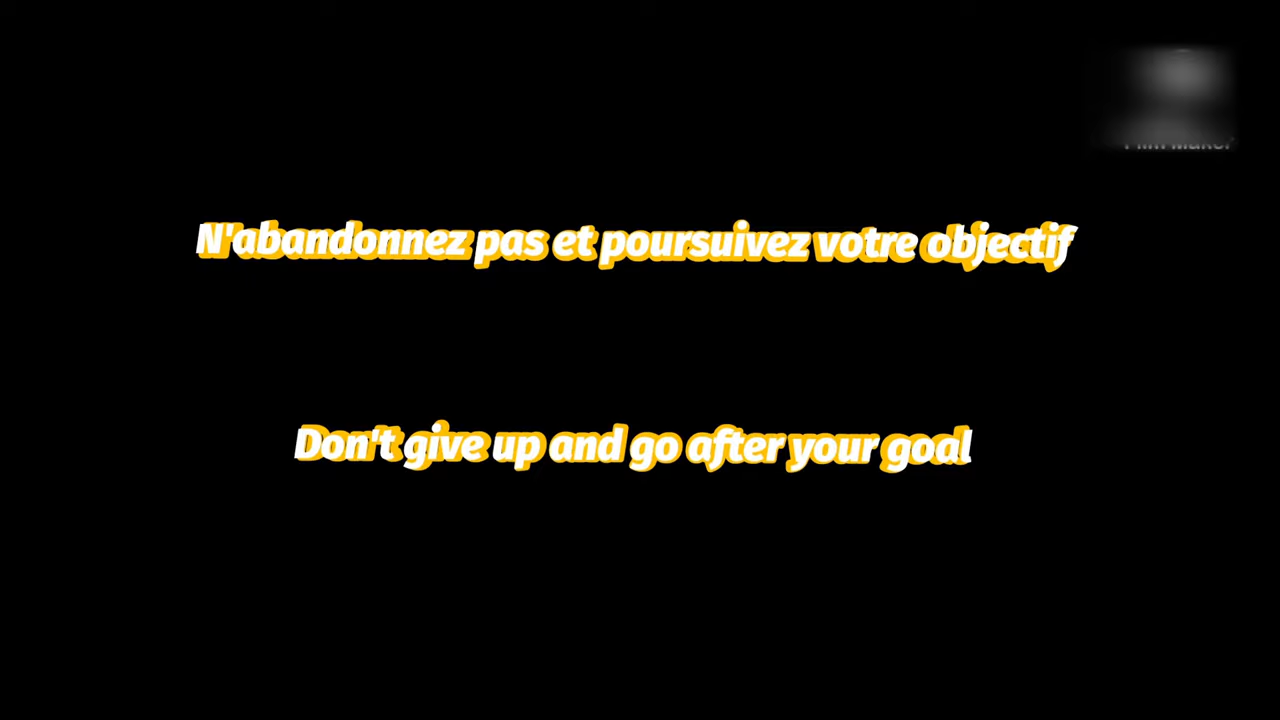 N'abandonnez pas et poursuivez votre objectif
Don't give up and go after your goal